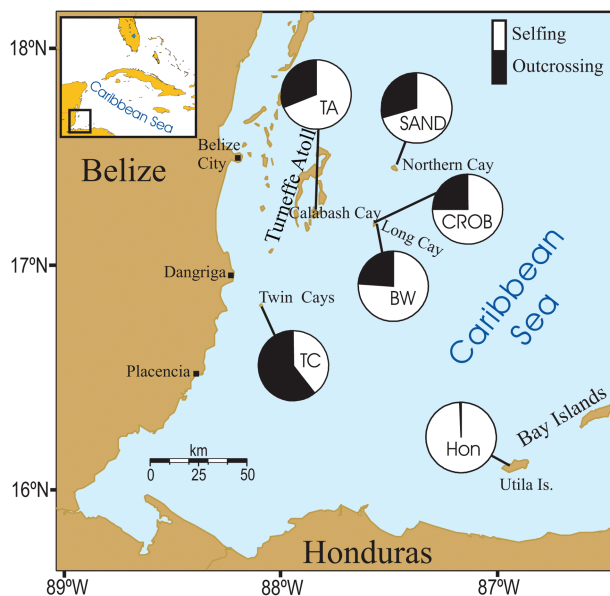 18ºN
17ºN
16ºN
Caribbean
Sea
Selfing
Outcrossing
TA
SAND
Belize
City
Belize
Northern Cay
Turneffe Atoll
Calabash Cay
CROB
Long Cay
Dangriga
BW
Twin Cays
Caribbean
Sea
TC
Placencia
Hon
Bay Islands
km
0 25 50
Utila Is.
Honduras
89ºW 88ºW 87ºW